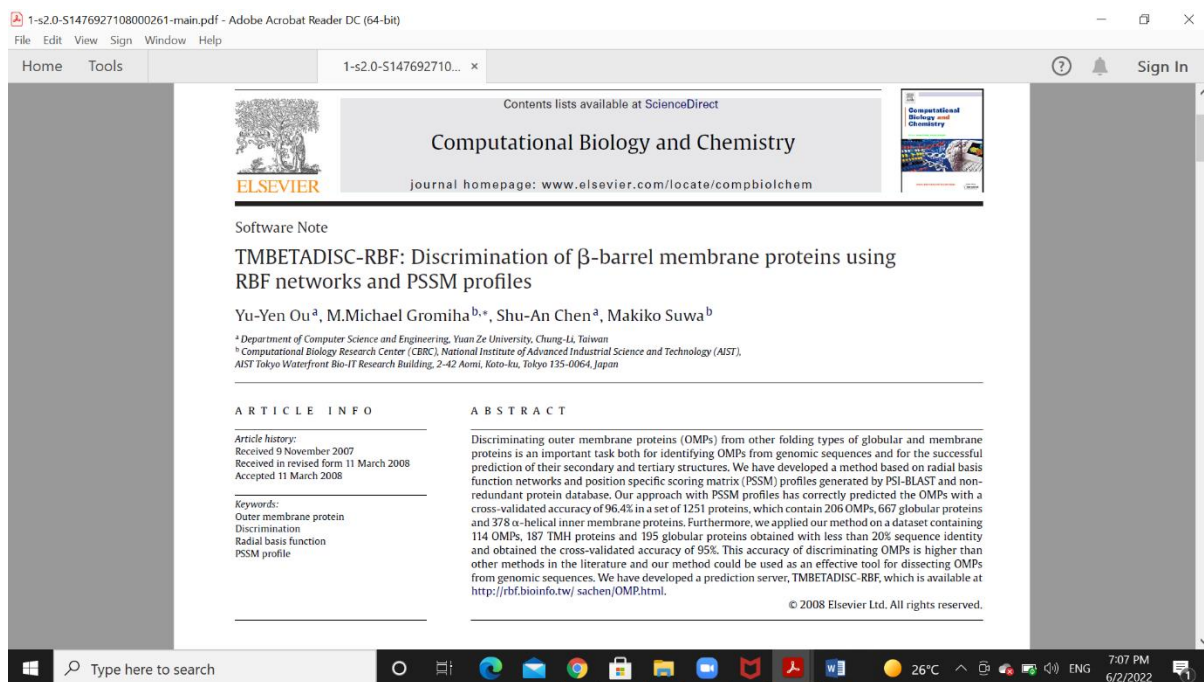 1-s2.0-S1476927108000261-main.pdf - Adobe Acrobat Reader DC (64-bit)
File Edit View Sign Window Help
Home Tools 1-s2.0-S147692710... × Sign In
Contents lists available at ScienceDirect
Computational Biology and Chemistry
journal homepage: www.elsevier.com/locate/compbiolchem
ELSEVIER
Computational
Biology and
Chemistry
Software Note
TMBETADISC-RBF: Discrimination of β-barrel membrane proteins using
RBF networks and PSSM profiles
Yu-Yen Ou a, M.Michael Gromiha b,*, Shu-An Chen a, Makiko Suwa b
a Department of Computer Science and Engineering, Yuan Ze University, Chung-Li, Taiwan
b Computational Biology Research Center (CBRC), National Institute of Advanced Industrial Science and Technology (AIST),
AIST Tokyo Waterfront Bio-IT Research Building, 2-42 Aomi, Koto-ku, Tokyo 135-0064, Japan
ARTICLE INFO
Article history:
Received 9 November 2007
Received in revised form 11 March 2008
Accepted 11 March 2008
Keywords:
Outer membrane protein
Discrimination
Radial basis function
PSSM profile
ABSTRACT
Discriminating outer membrane proteins (OMPs) from other folding types of globular and membrane
proteins is an important task both for identifying OMPs from genomic sequences and for the successful
prediction of their secondary and tertiary structures. We have developed a method based on radial basis
function networks and position specific scoring matrix (PSSM) profiles generated by PSI-BLAST and non-
redundant protein database. Our approach with PSSM profiles has correctly predicted the OMPs with a
cross-validated accuracy of 96.4% in a set of 1251 proteins, which contain 206 OMPs, 667 globular proteins
and 378 α-helical inner membrane proteins. Furthermore, we applied our method on a dataset containing
114 OMPs, 187 TMH proteins and 195 globular proteins obtained with less than 20% sequence identity
and obtained the cross-validated accuracy of 95%. This accuracy of discriminating OMPs is higher than
other methods in the literature and our method could be used as an effective tool for dissecting OMPs
from genomic sequences. We have developed a prediction server, TMBETADISC-RBF, which is available at
http://rbf.bioinfo.tw/ sachen/OMP.html.
© 2008 Elsevier Ltd. All rights reserved.
Type here to search
26°C ENG 7:07 PM
6/2/2022